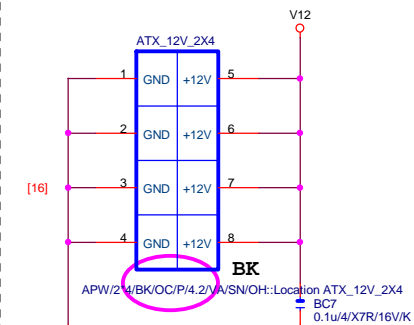 V12
ATX_12V_2X4
1 GND +12V 5
2 GND +12V 6
[16] 3 GND +12V 7
4 GND +12V 8
BK
APW/2*4/BK/OC/P/4.2/VA/SN/OH::Location ATX_12V_2X4
BC7
0.1u/4/X7R/16V/K